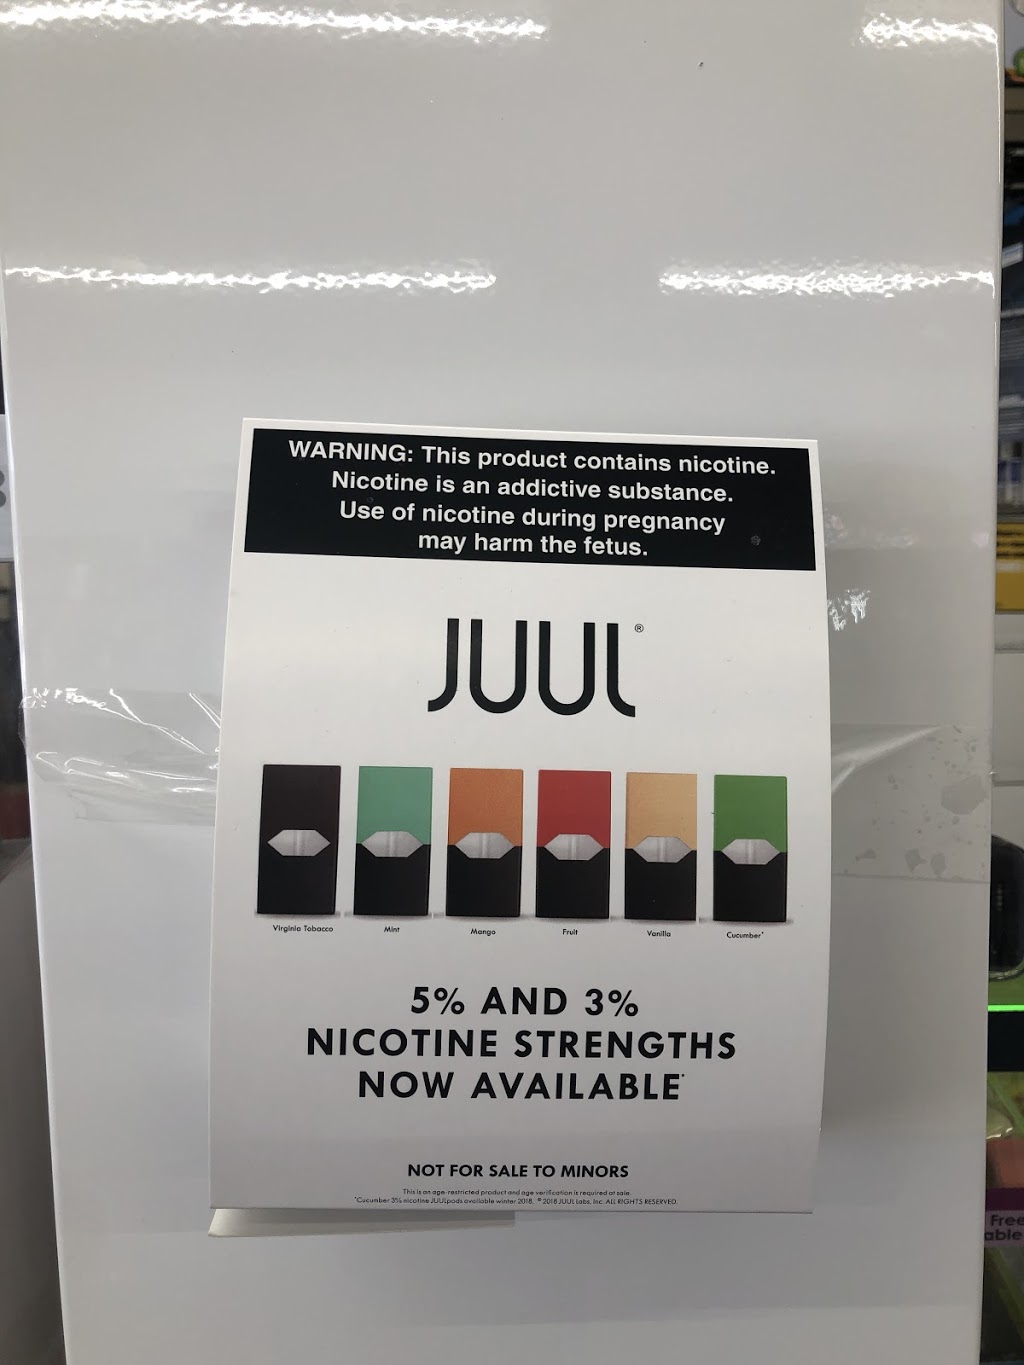 WARNING: This product contains nicotine.
Nicotine is an addictive substance.
Use of nicotine during pregnancy
may harm the fetus.
JUUL®
Virginia Tobacco Mint Mango Fruit Vanilla Cucumber*
5% AND 3%
NICOTINE STRENGTHS
NOW AVAILABLE*
NOT FOR SALE TO MINORS
This is an age-restricted product and age verification is required at sale.
*Cucumber 3% nicotine JUULpods available winter 2018. © 2018 JUUL Labs, Inc. ALL RIGHTS RESERVED.
Free
able